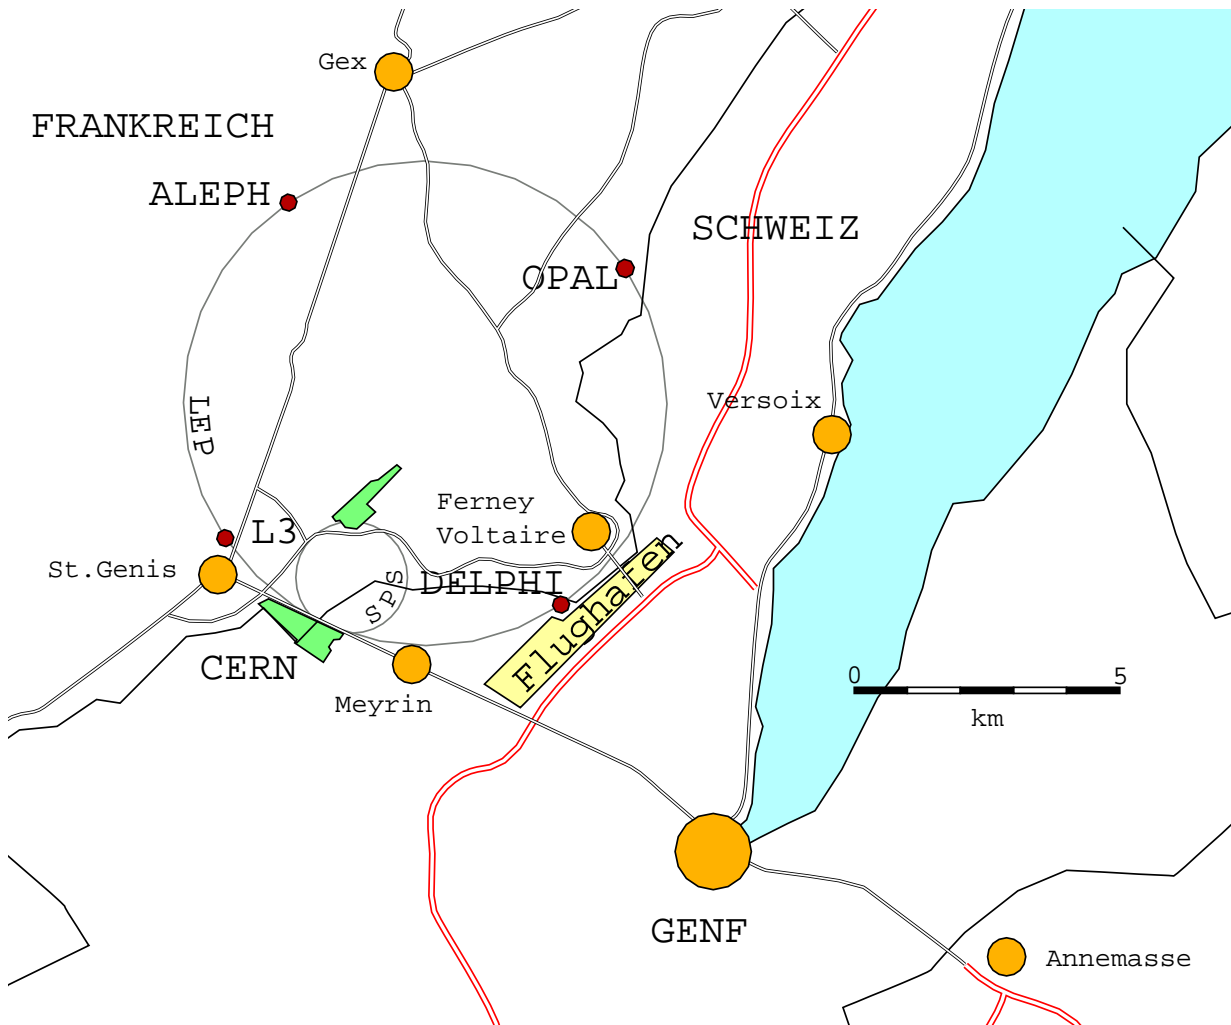 Gex
FRANKREICH
ALEPH
SCHWEIZ
OPAL
Versoix
LEP
Ferney
Voltaire
L3
St.Genis
DELPHI
SPS
Flughafen
CERN
Meyrin
0 5
km
GENF
Annemasse